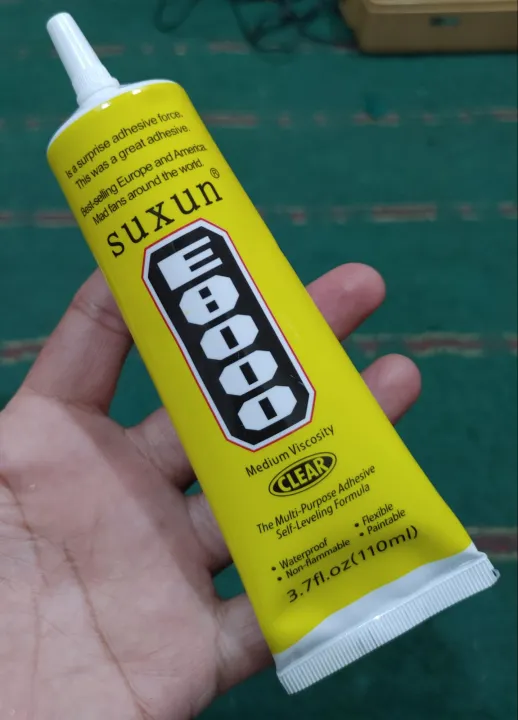 is a surprise adhesive force.
This was a great adhesive.
Best-selling Europe and America.
Mad fans around the world.
suxun®
E8000
Medium Viscosity
CLEAR
The Multi-Purpose Adhesive
Self-Leveling Formula
• Waterproof • Flexible
• Non-flammable • Paintable
3.7fl.oz(110ml)